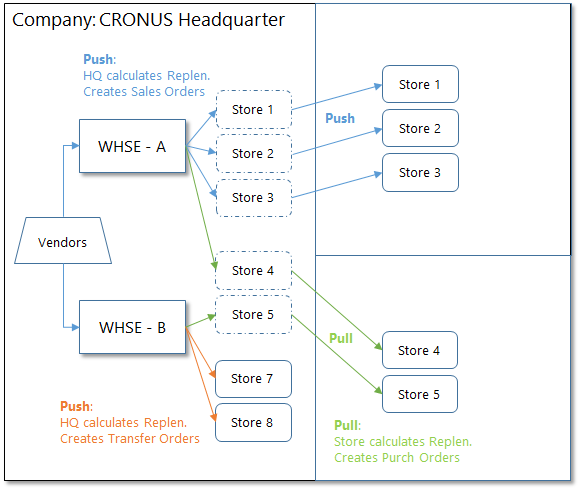 Company: CRONUS Headquarter
Push:
HQ calculates Replen.
Creates Sales Orders
Store 1
Store 1
Push
WHSE - A
Store 2
Store 2
Store 3
Store 3
Vendors
Store 4
WHSE - B
Store 5
Pull
Store 4
Store 7
Store 5
Push:
HQ calculates Replen.
Creates Transfer Orders
Store 8
Pull:
Store calculates Replen.
Creates Purch Orders